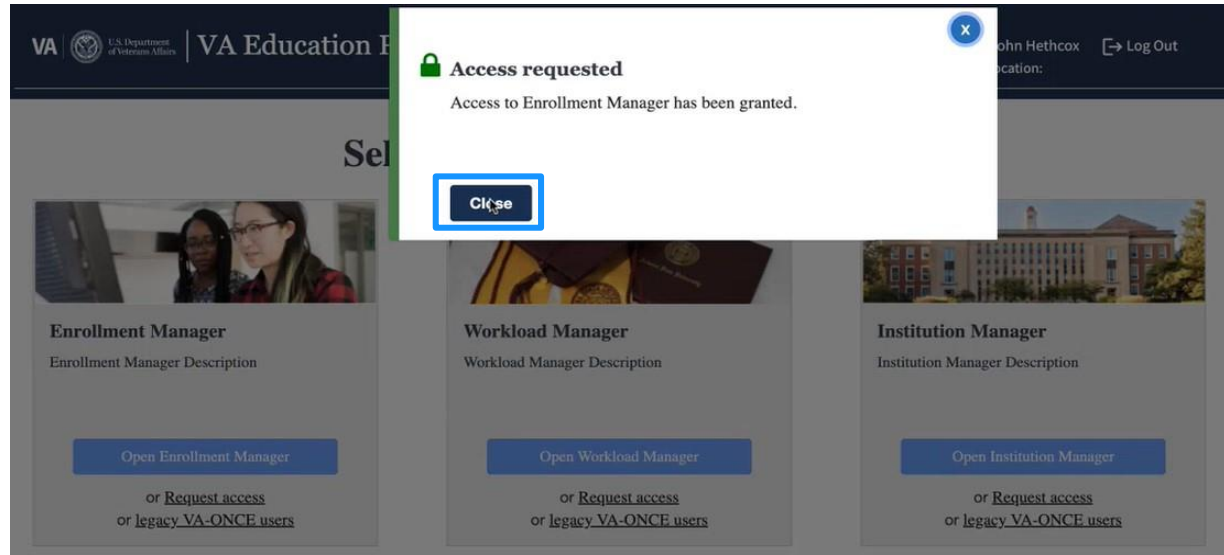 VA
U.S. Department
of Veterans Affairs
VA Education
ohn Hethcox
Log Out
ocation:
X
Access requested
Access to Enrollment Manager has been granted.
Close
Sel
Enrollment Manager
Enrollment Manager Description
Open Enrollment Manager
or Request access
or legacy VA-ONCE users
Workload Manager
Workload Manager Description
Open Workload Manager
or Request access
or legacy VA-ONCE users
Institution Manager
Institution Manager Description
Open Institution Manager
or Request access
or legacy VA-ONCE users